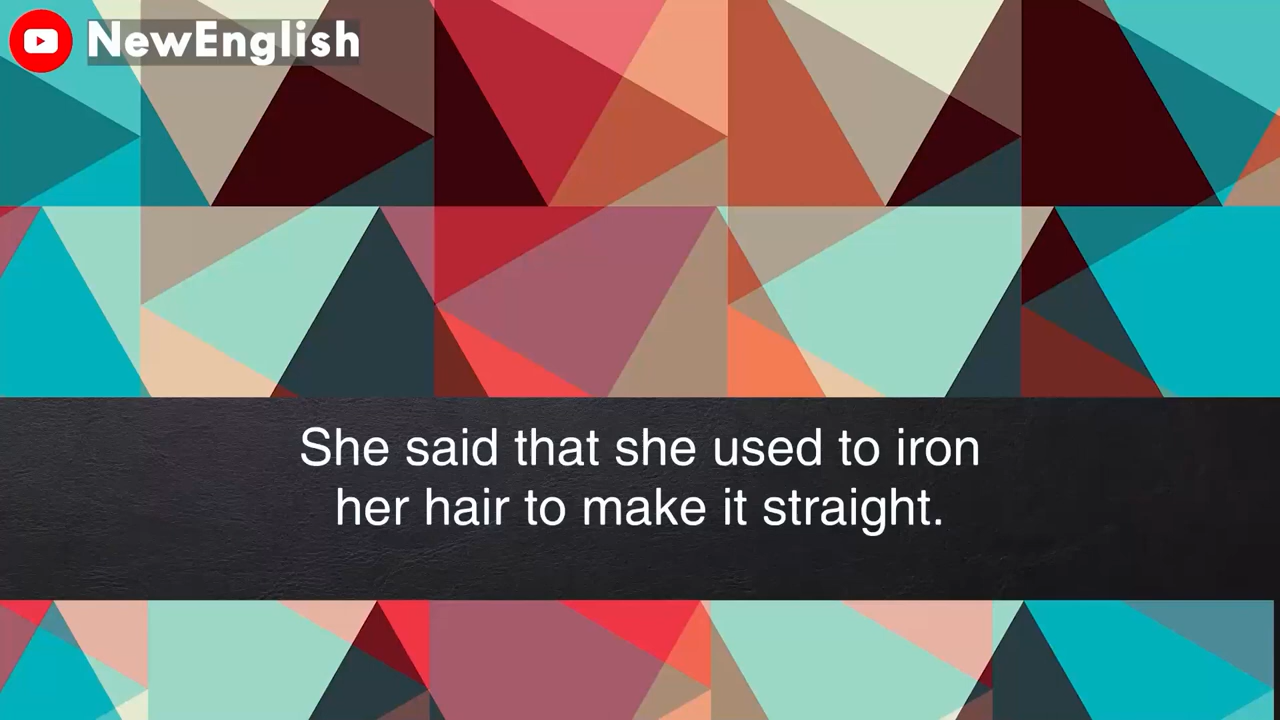 NewEnglish
She said that she used to iron
her hair to make it straight.